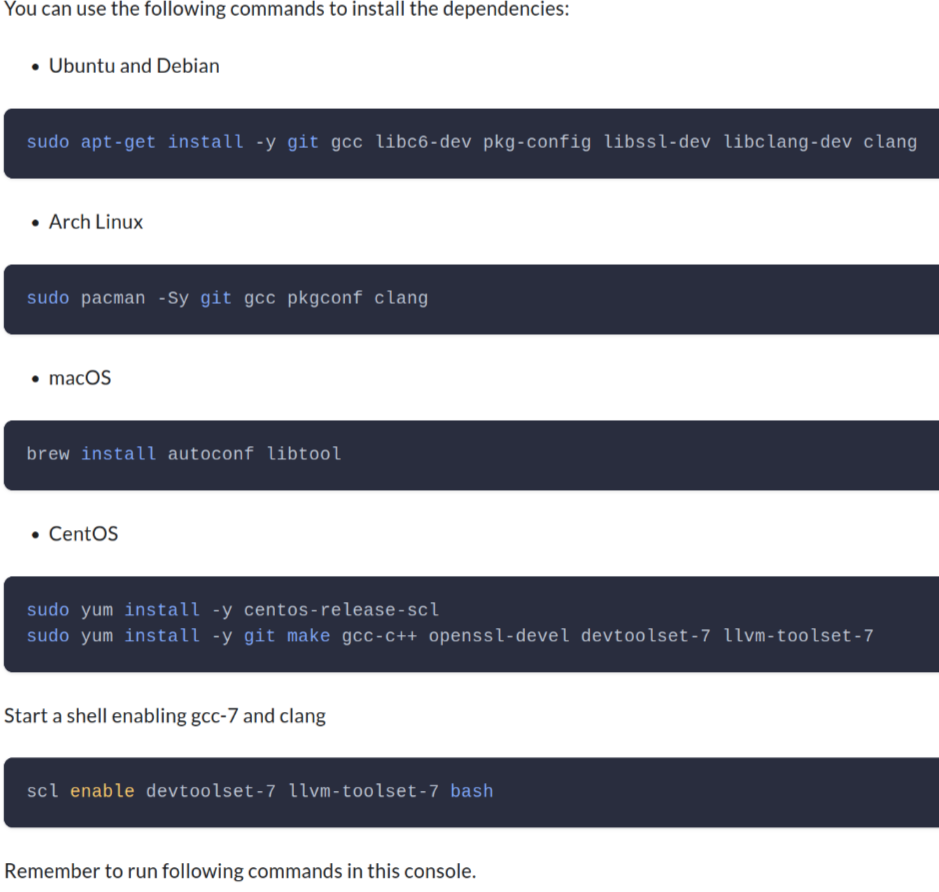 You can use the following commands to install the dependencies:
• Ubuntu and Debian
sudo apt-get install -y git gcc libc6-dev pkg-config libssl-dev libclang-dev clang
• Arch Linux
sudo pacman -Sy git gcc pkgconf clang
• macOS
brew install autoconf libtool
• CentOS
sudo yum install -y centos-release-scl
sudo yum install -y git make gcc-c++ openssl-devel devtoolset-7 llvm-toolset-7
Start a shell enabling gcc-7 and clang
scl enable devtoolset-7 llvm-toolset-7 bash
Remember to run following commands in this console.